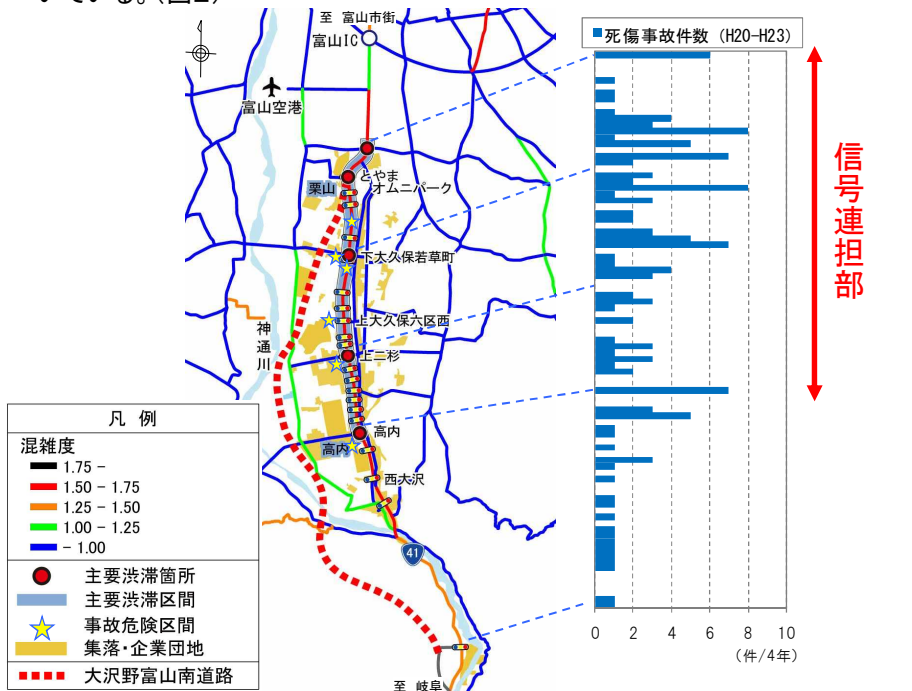 いている。(図2)
至 富山市街
富山IC
富山空港
とやま
オムニパーク
栗山
下大久保若草町
上大久保六区西
神通川
上二杉
高内
高内
西大沢
41
至 岐阜
凡 例
混雑度
1.75 -
1.50 - 1.75
1.25 - 1.50
1.00 - 1.25
- 1.00
主要渋滞箇所
主要渋滞区間
事故危険区間
集落・企業団地
大沢野富山南道路
死傷事故件数 (H20-H23)
信号連担部
0 2 4 6 8 10
(件/4年)